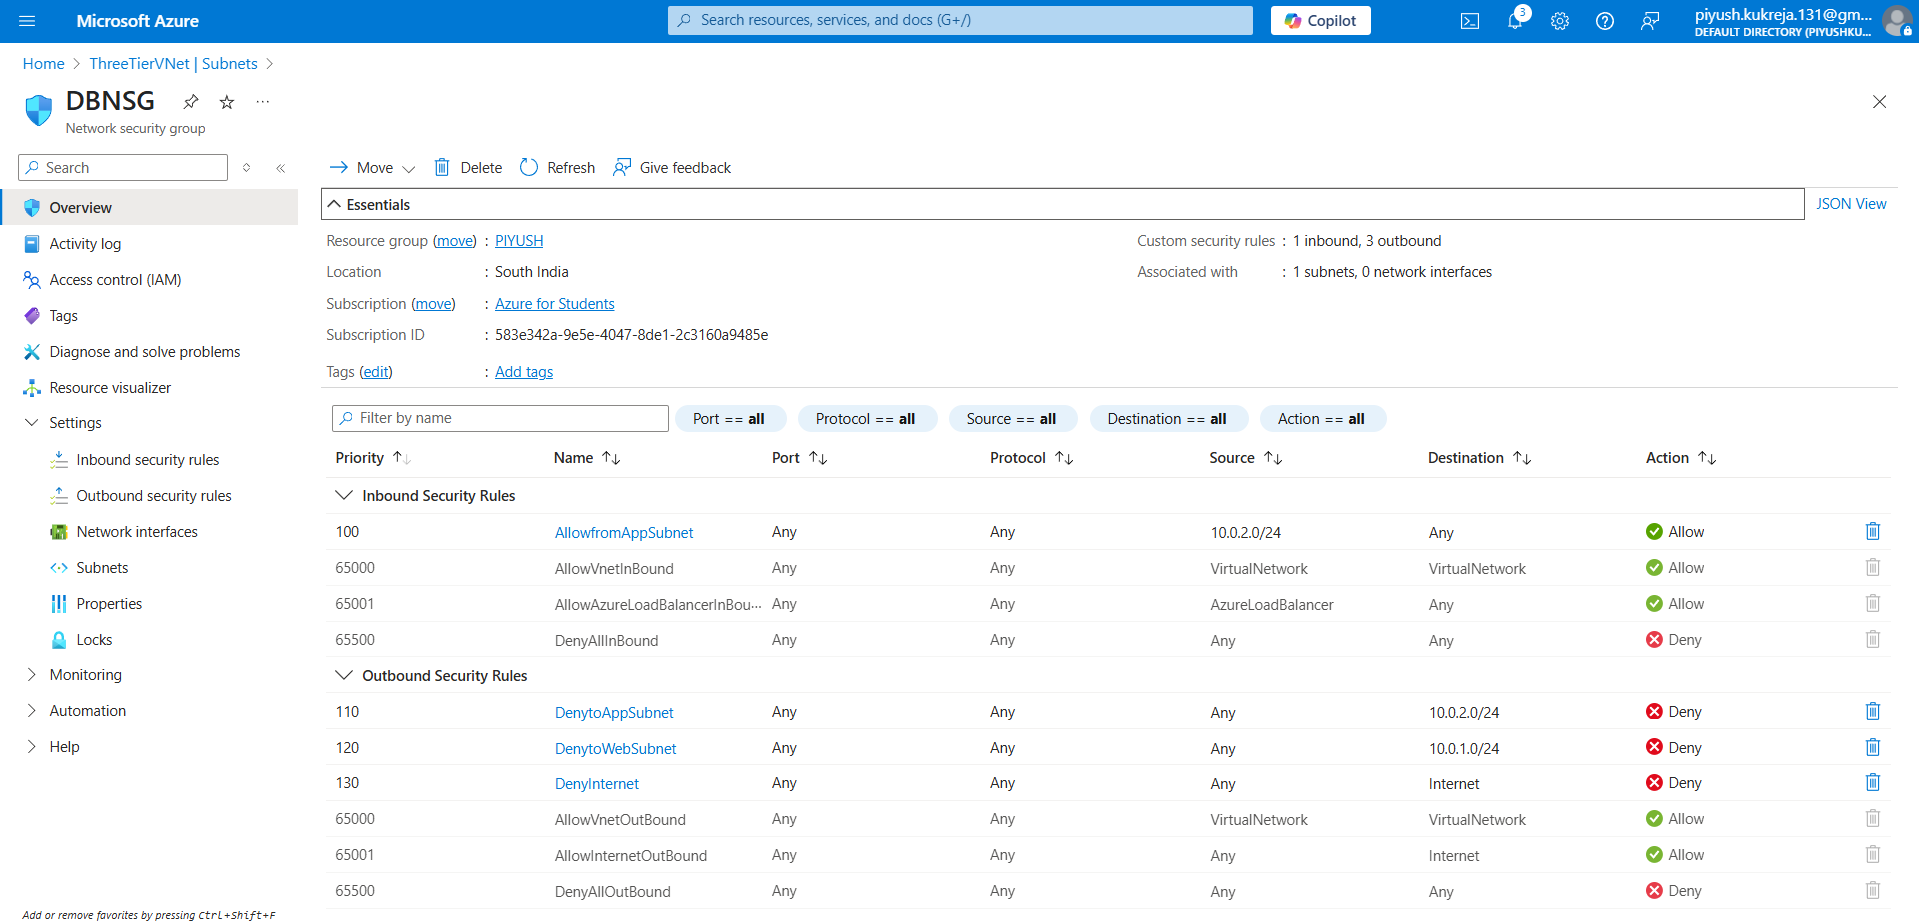 Microsoft Azure
Search resources, services, and docs (G+/)
Copilot
3
piyush.kukreja.131@gm...
DEFAULT DIRECTORY (PIYUSHKU...
Home > ThreeTierVNet | Subnets >
DBNSG
Network security group
Search
Overview
Activity log
Access control (IAM)
Tags
Diagnose and solve problems
Resource visualizer
Settings
Inbound security rules
Outbound security rules
Network interfaces
Subnets
Properties
Locks
Monitoring
Automation
Help
Add or remove favorites by pressing Ctrl+Shift+F
Move Delete Refresh Give feedback
Essentials
JSON View
Resource group (move) : PIYUSH
Location : South India
Subscription (move) : Azure for Students
Subscription ID : 583e342a-9e5e-4047-8de1-2c3160a9485e
Tags (edit) : Add tags
Custom security rules : 1 inbound, 3 outbound
Associated with : 1 subnets, 0 network interfaces
Filter by name Port == all Protocol == all Source == all Destination == all Action == all
Priority Name Port Protocol Source Destination Action
Inbound Security Rules
100 AllowfromAppSubnet Any Any 10.0.2.0/24 Any Allow
65000 AllowVnetInBound Any Any VirtualNetwork VirtualNetwork Allow
65001 AllowAzureLoadBalancerInBou... Any Any AzureLoadBalancer Any Allow
65500 DenyAllInBound Any Any Any Any Deny
Outbound Security Rules
110 DenytoAppSubnet Any Any Any 10.0.2.0/24 Deny
120 DenytoWebSubnet Any Any Any 10.0.1.0/24 Deny
130 DenyInternet Any Any Any Internet Deny
65000 AllowVnetOutBound Any Any VirtualNetwork VirtualNetwork Allow
65001 AllowInternetOutBound Any Any Any Internet Allow
65500 DenyAllOutBound Any Any Any Any Deny